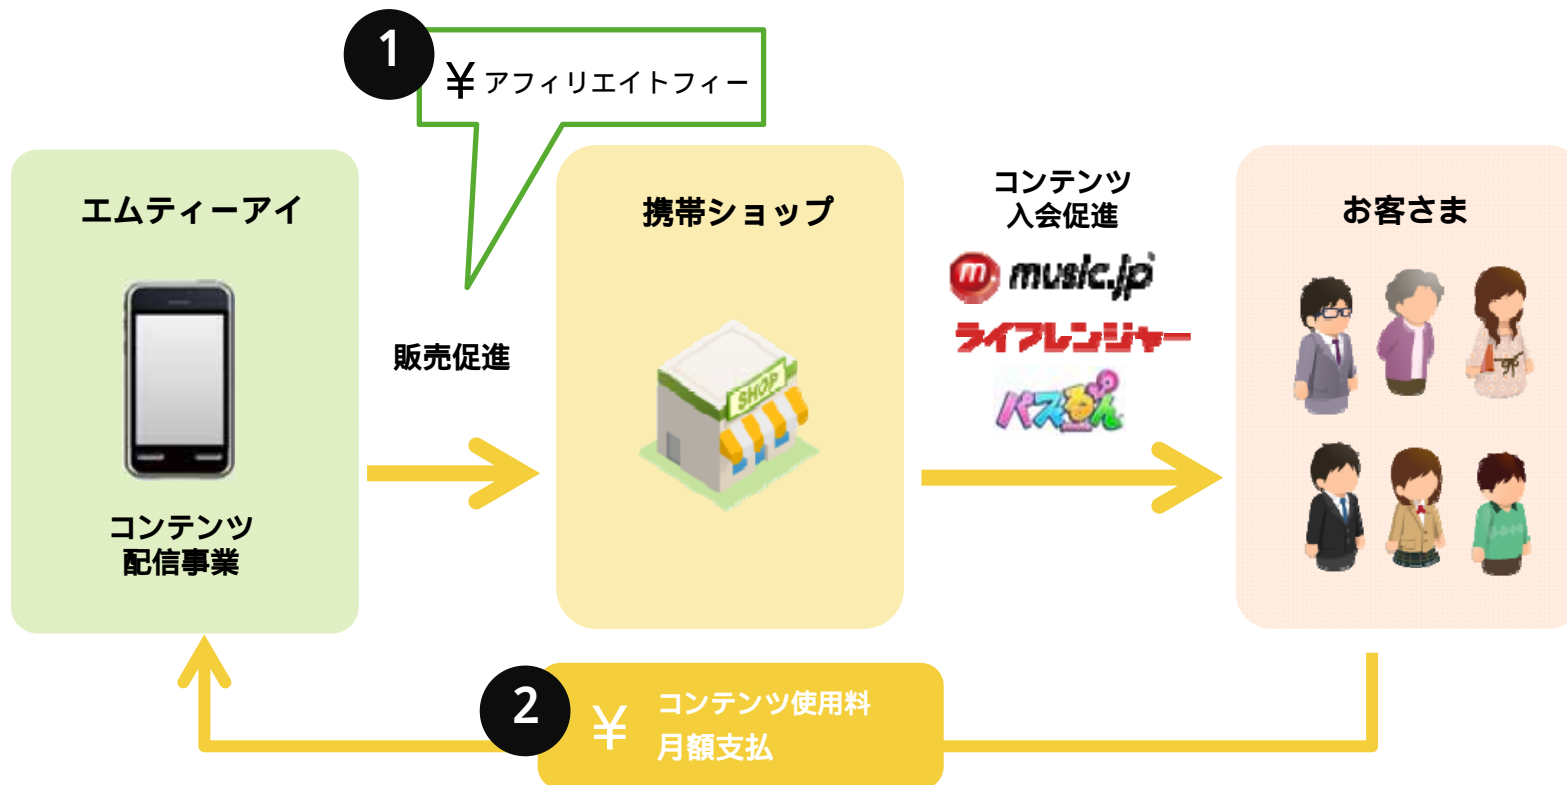 1
¥ アフィリエイトフィー
エムティーアイ
コンテンツ
配信事業
販売促進
携帯ショップ
SHOP
コンテンツ
入会促進
m. music.jp
ライフレンジャー
パズるん
お客さま
2
¥
コンテンツ使用料
月額支払